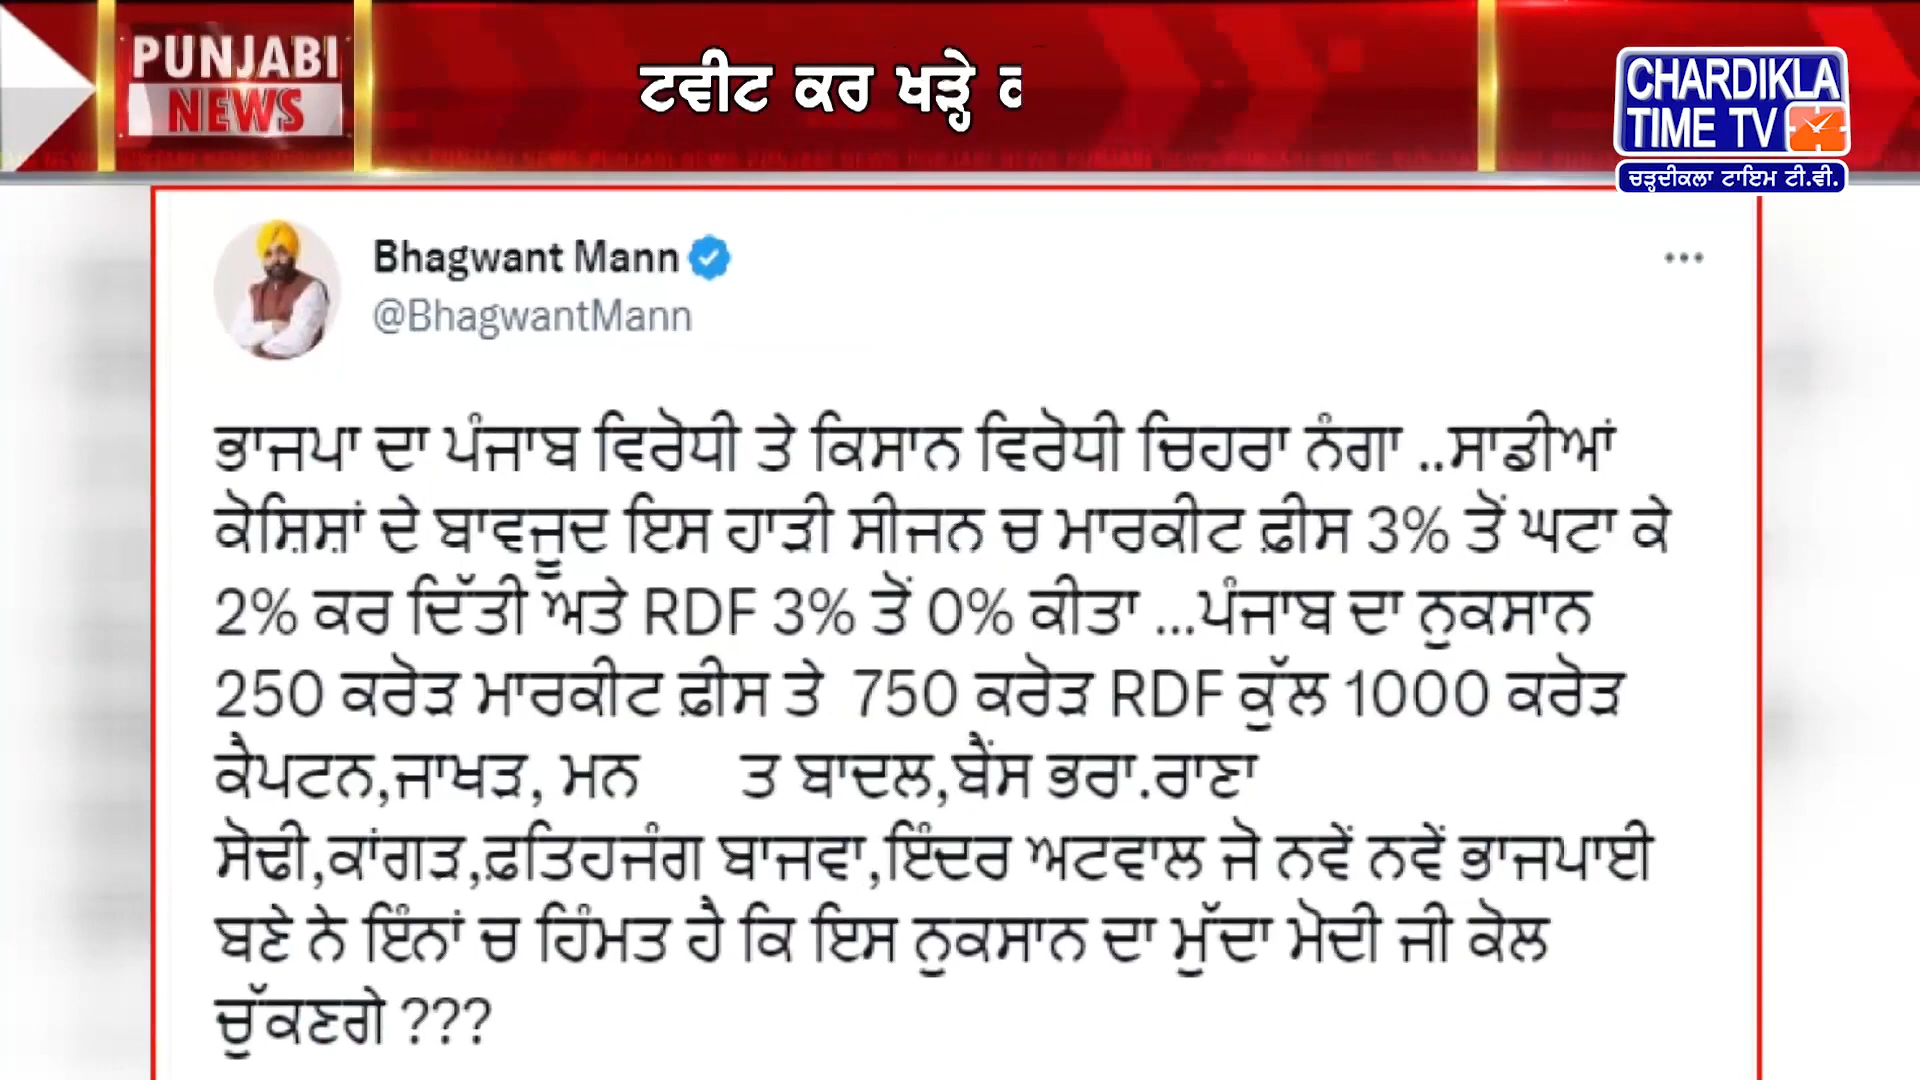 PUNJABI
NEWS
ਟਵੀਟ ਕਰ ਖੜ੍ਹੇ
CHARDIKLA
TIME TV
ਚੜ੍ਹਦੀਕਲਾ ਟਾਇਮ ਟੀ.ਵੀ.
Bhagwant Mann
@BhagwantMann
ਭਾਜਪਾ ਦਾ ਪੰਜਾਬ ਵਿਰੋਧੀ ਤੇ ਕਿਸਾਨ ਵਿਰੋਧੀ ਚਿਹਰਾ ਨੰਗਾ ..ਸਾਡੀਆਂ
ਕੋਸ਼ਿਸ਼ਾਂ ਦੇ ਬਾਵਜੂਦ ਇਸ ਹਾੜੀ ਸੀਜਨ ਚ ਮਾਰਕੀਟ ਫ਼ੀਸ 3% ਤੋਂ ਘਟਾ ਕੇ
2% ਕਰ ਦਿੱਤੀ ਅਤੇ RDF 3% ਤੋਂ 0% ਕੀਤਾ ...ਪੰਜਾਬ ਦਾ ਨੁਕਸਾਨ
250 ਕਰੋੜ ਮਾਰਕੀਟ ਫ਼ੀਸ ਤੇ 750 ਕਰੋੜ RDF ਕੁੱਲ 1000 ਕਰੋੜ
ਕੈਪਟਨ,ਜਾਖੜ, ਮਨ ਤ ਬਾਦਲ,ਬੈਂਸ ਭਰਾ.ਰਾਣਾ
ਸੋਢੀ,ਕਾਂਗੜ,ਫ਼ਤਿਹਜੰਗ ਬਾਜਵਾ,ਇੰਦਰ ਅਟਵਾਲ ਜੋ ਨਵੇਂ ਨਵੇਂ ਭਾਜਪਾਈ
ਬਣੇ ਨੇ ਇੰਨਾਂ ਚ ਹਿੰਮਤ ਹੈ ਕਿ ਇਸ ਨੁਕਸਾਨ ਦਾ ਮੁੱਦਾ ਮੋਦੀ ਜੀ ਕੋਲ
ਚੁੱਕਣਗੇ ???